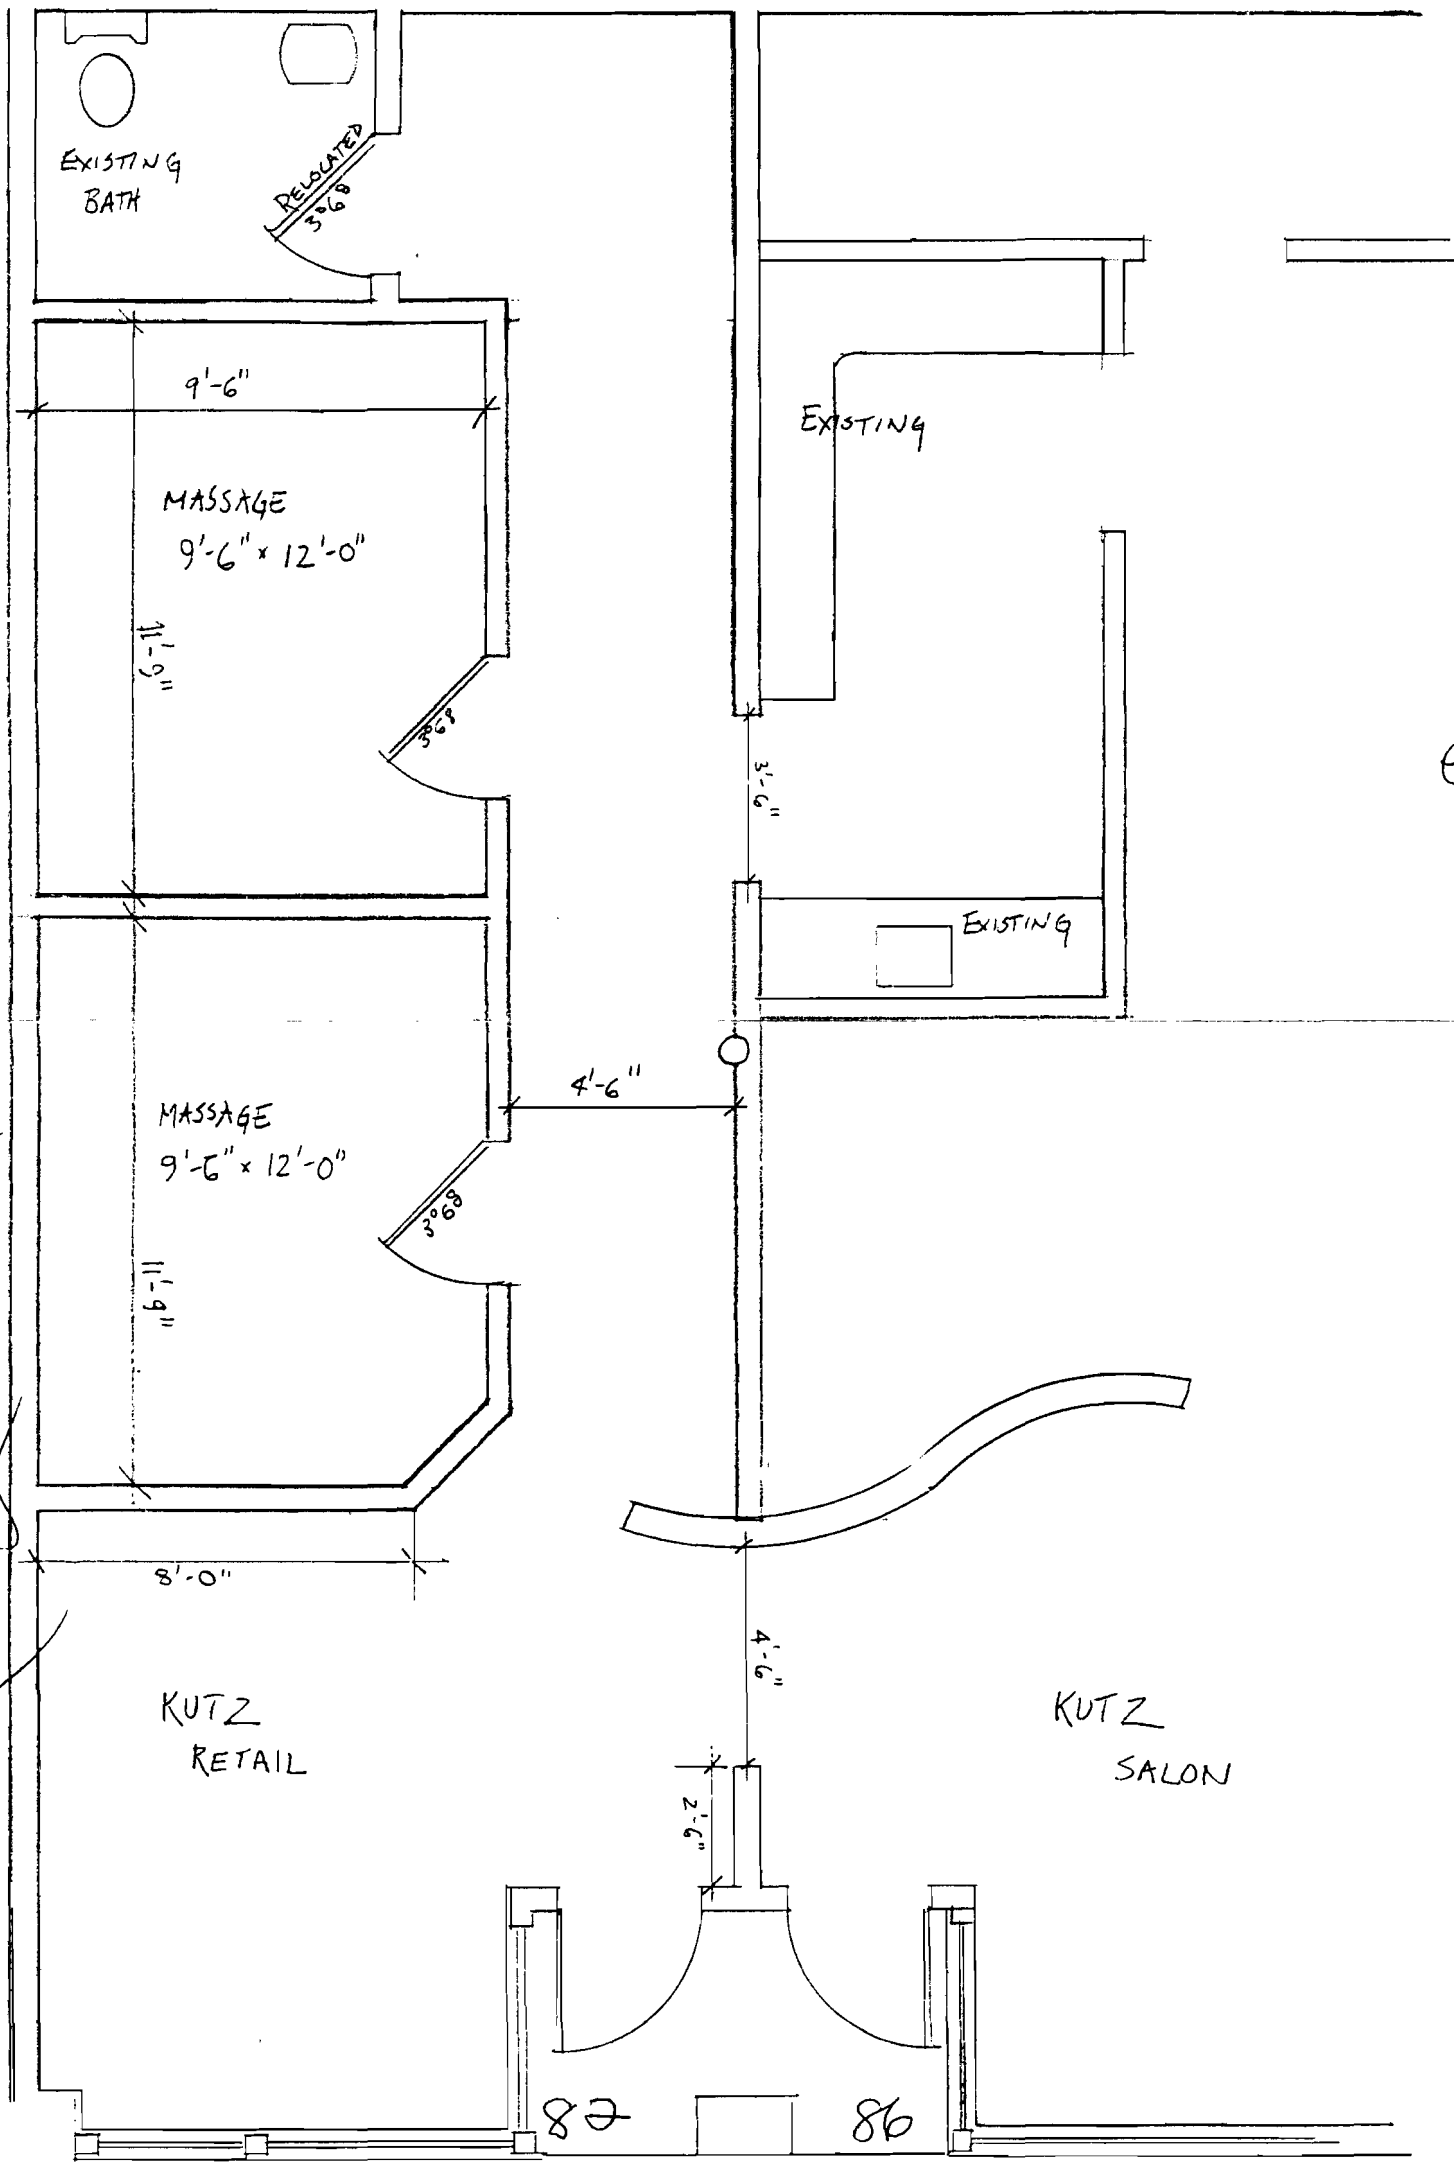 EXISTING
BATH
RELOCATED
3⁰6⁸
9'-6"
MASSAGE
9'-6" x 12'-0"
11'-9"
3⁰6⁸
EXISTING
3'-6"
EXISTING
4'-6"
MASSAGE
9'-6" x 12'-0"
3⁰6⁸
11'-9"
8'-0"
4'-6"
KUTZ
RETAIL
KUTZ
SALON
2'-6"
82
86